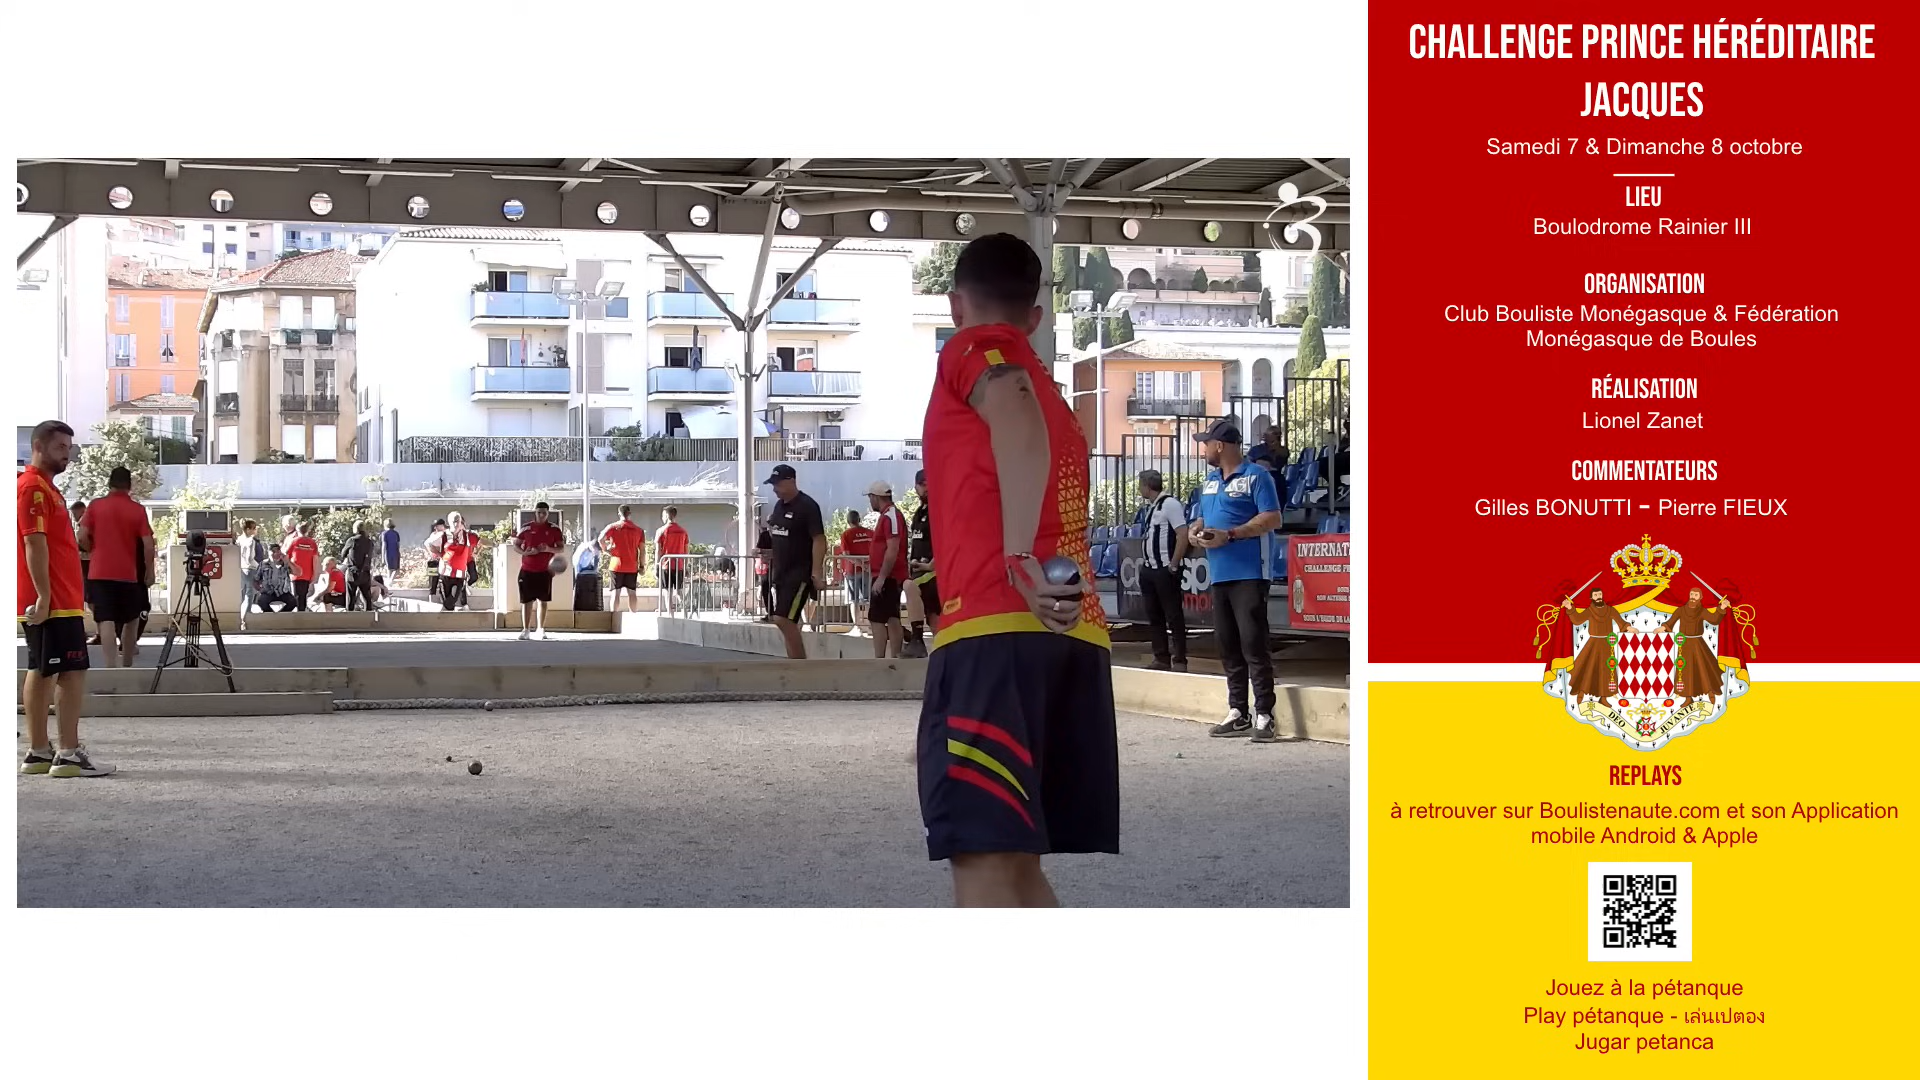 CHALLENGE PRINCE HÉRÉDITAIRE
JACQUES
Samedi 7 & Dimanche 8 octobre
LIEU
Boulodrome Rainier III
ORGANISATION
Club Bouliste Monégasque & Fédération
Monégasque de Boules
RÉALISATION
Lionel Zanet
COMMENTATEURS
Gilles BONUTTI - Pierre FIEUX
INTERNAT
CHALLENGE PR
DEO JUVANTE
REPLAYS
à retrouver sur Boulistenaute.com et son Application
mobile Android & Apple
Jouez à la pétanque
Play pétanque - เล่นเปตอง
Jugar petanca